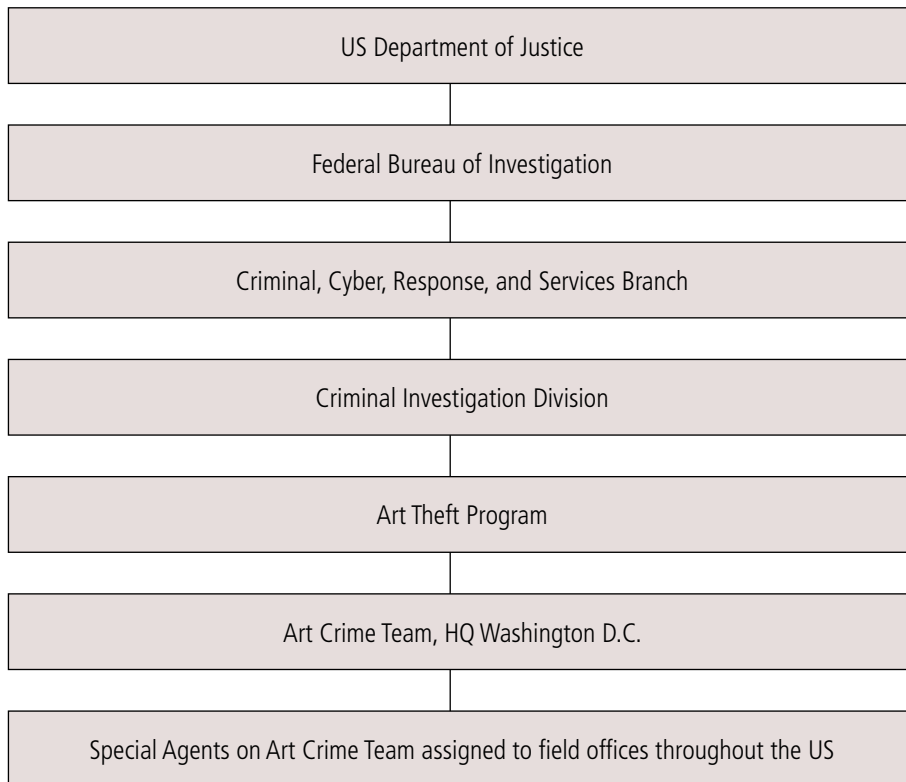 US Department of Justice
Federal Bureau of Investigation
Criminal, Cyber, Response, and Services Branch
Criminal Investigation Division
Art Theft Program
Art Crime Team, HQ Washington D.C.
Special Agents on Art Crime Team assigned to field offices throughout the US